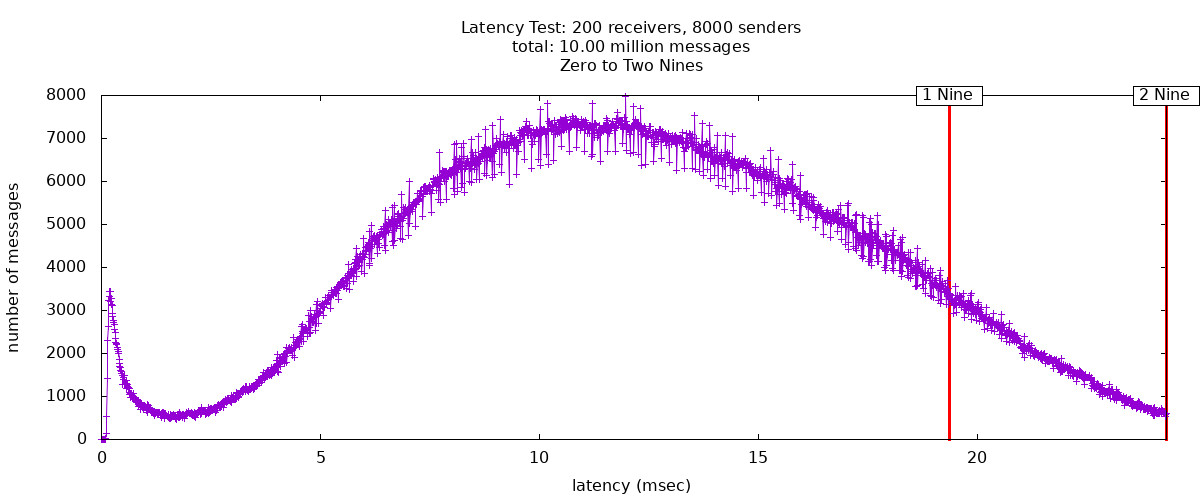 Latency Test: 200 receivers, 8000 senders
total: 10.00 million messages
Zero to Two Nines
1 Nine
2 Nine
8000
7000
6000
5000
4000
3000
2000
1000
0
number of messages
0 5 10 15 20
latency (msec)